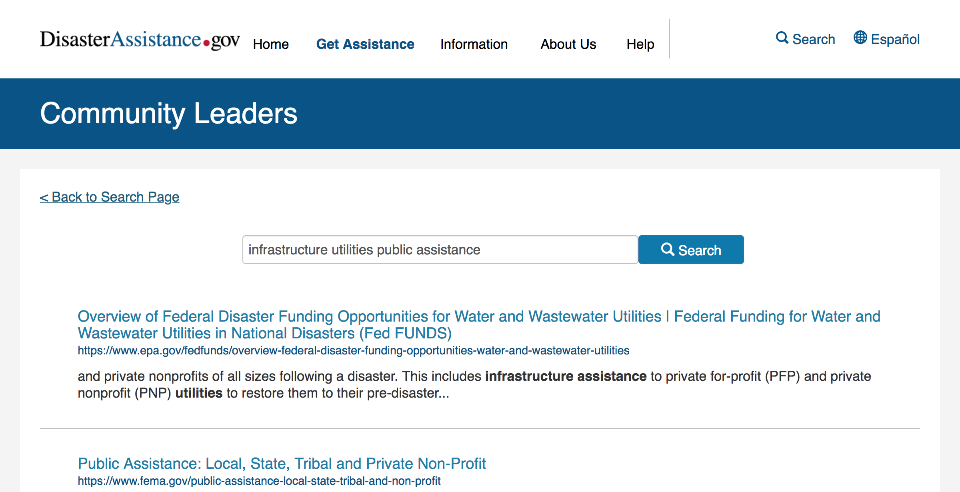 DisasterAssistance.gov Home Get Assistance Information About Us Help Search Español
Community Leaders
< Back to Search Page
infrastructure utilities public assistance Search
Overview of Federal Disaster Funding Opportunities for Water and Wastewater Utilities | Federal Funding for Water and
Wastewater Utilities in National Disasters (Fed FUNDS)
https://www.epa.gov/fedfunds/overview-federal-disaster-funding-opportunities-water-and-wastewater-utilities
and private nonprofits of all sizes following a disaster. This includes infrastructure assistance to private for-profit (PFP) and private
nonprofit (PNP) utilities to restore them to their pre-disaster...
Public Assistance: Local, State, Tribal and Private Non-Profit
https://www.fema.gov/public-assistance-local-state-tribal-and-non-profit